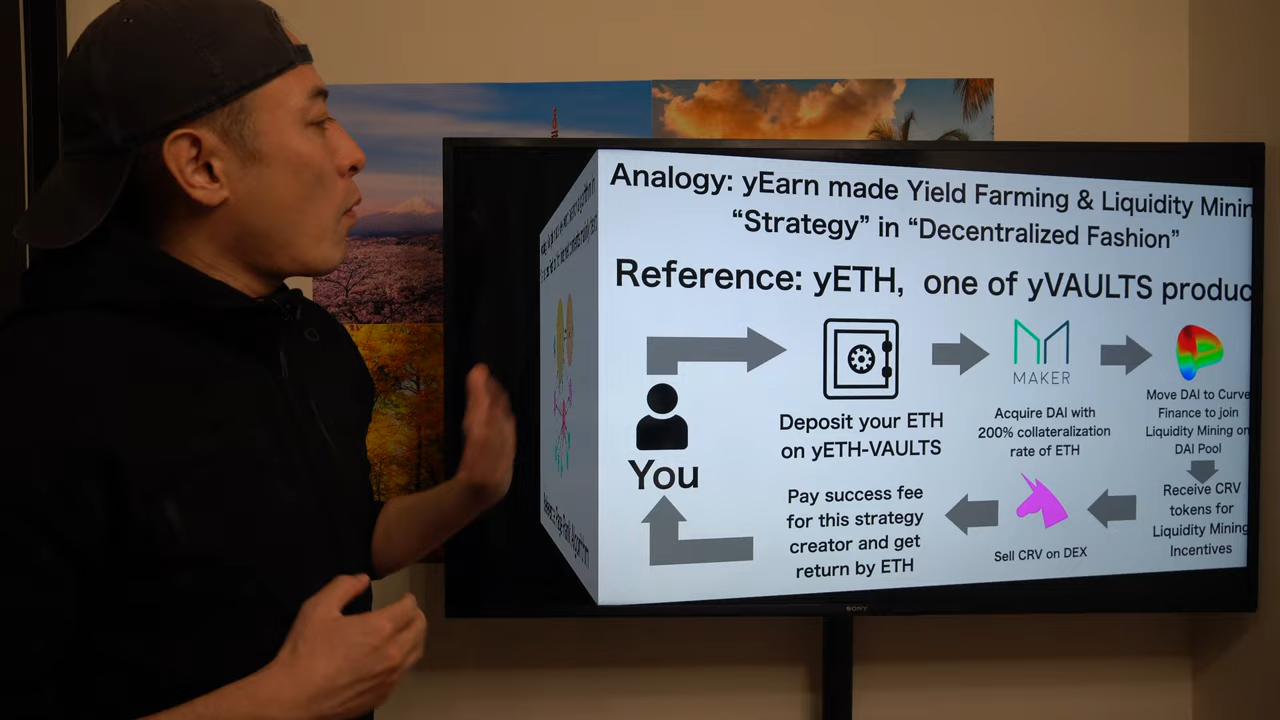 Analogy: yEarn made Yield Farming & Liquidity Minin
“Strategy” in “Decentralized Fashion”
Reference: yETH, one of yVAULTS produc
You
Deposit your ETH
on yETH-VAULTS
MAKER
Acquire DAI with
200% collateralization
rate of ETH
Move DAI to Curve
Finance to join
Liquidity Mining on
DAI Pool
Receive CRV
tokens for
Liquidity Mining
Incentives
Sell CRV on DEX
Pay success fee
for this strategy
creator and get
return by ETH
SONY